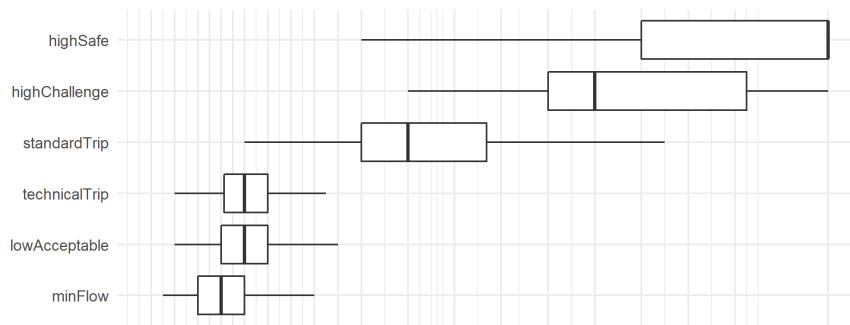 highSafe
highChallenge
standardTrip
technicalTrip
lowAcceptable
minFlow